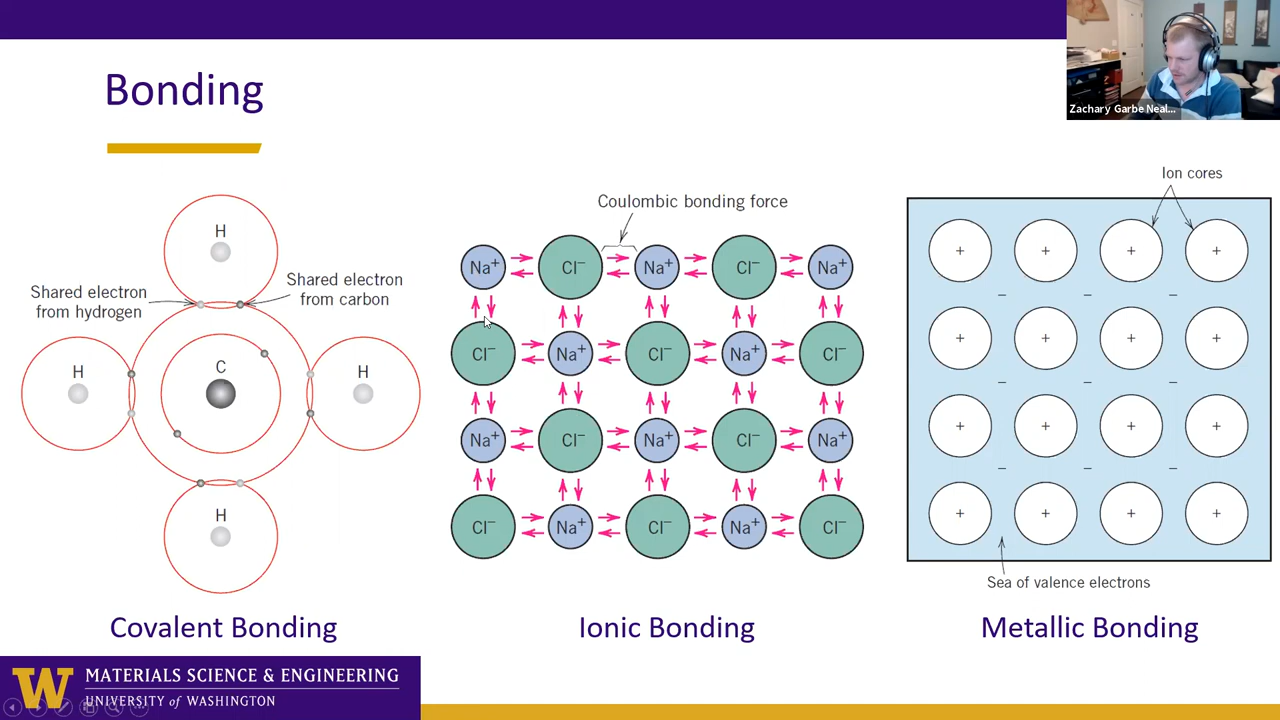 Bonding
Zachary Garbe Neal...
H
Shared electron
from hydrogen
Shared electron
from carbon
H
C
H
H
Covalent Bonding
Coulombic bonding force
Na+ Cl− Na+ Cl− Na+
Cl− Na+ Cl− Na+ Cl−
Na+ Cl− Na+ Cl− Na+
Cl− Na+ Cl− Na+ Cl−
Ionic Bonding
Ion cores
+ + + +
− − −
+ + + +
− − −
+ + + +
− − −
+ + + +
Sea of valence electrons
Metallic Bonding
W
MATERIALS SCIENCE & ENGINEERING
UNIVERSITY of WASHINGTON